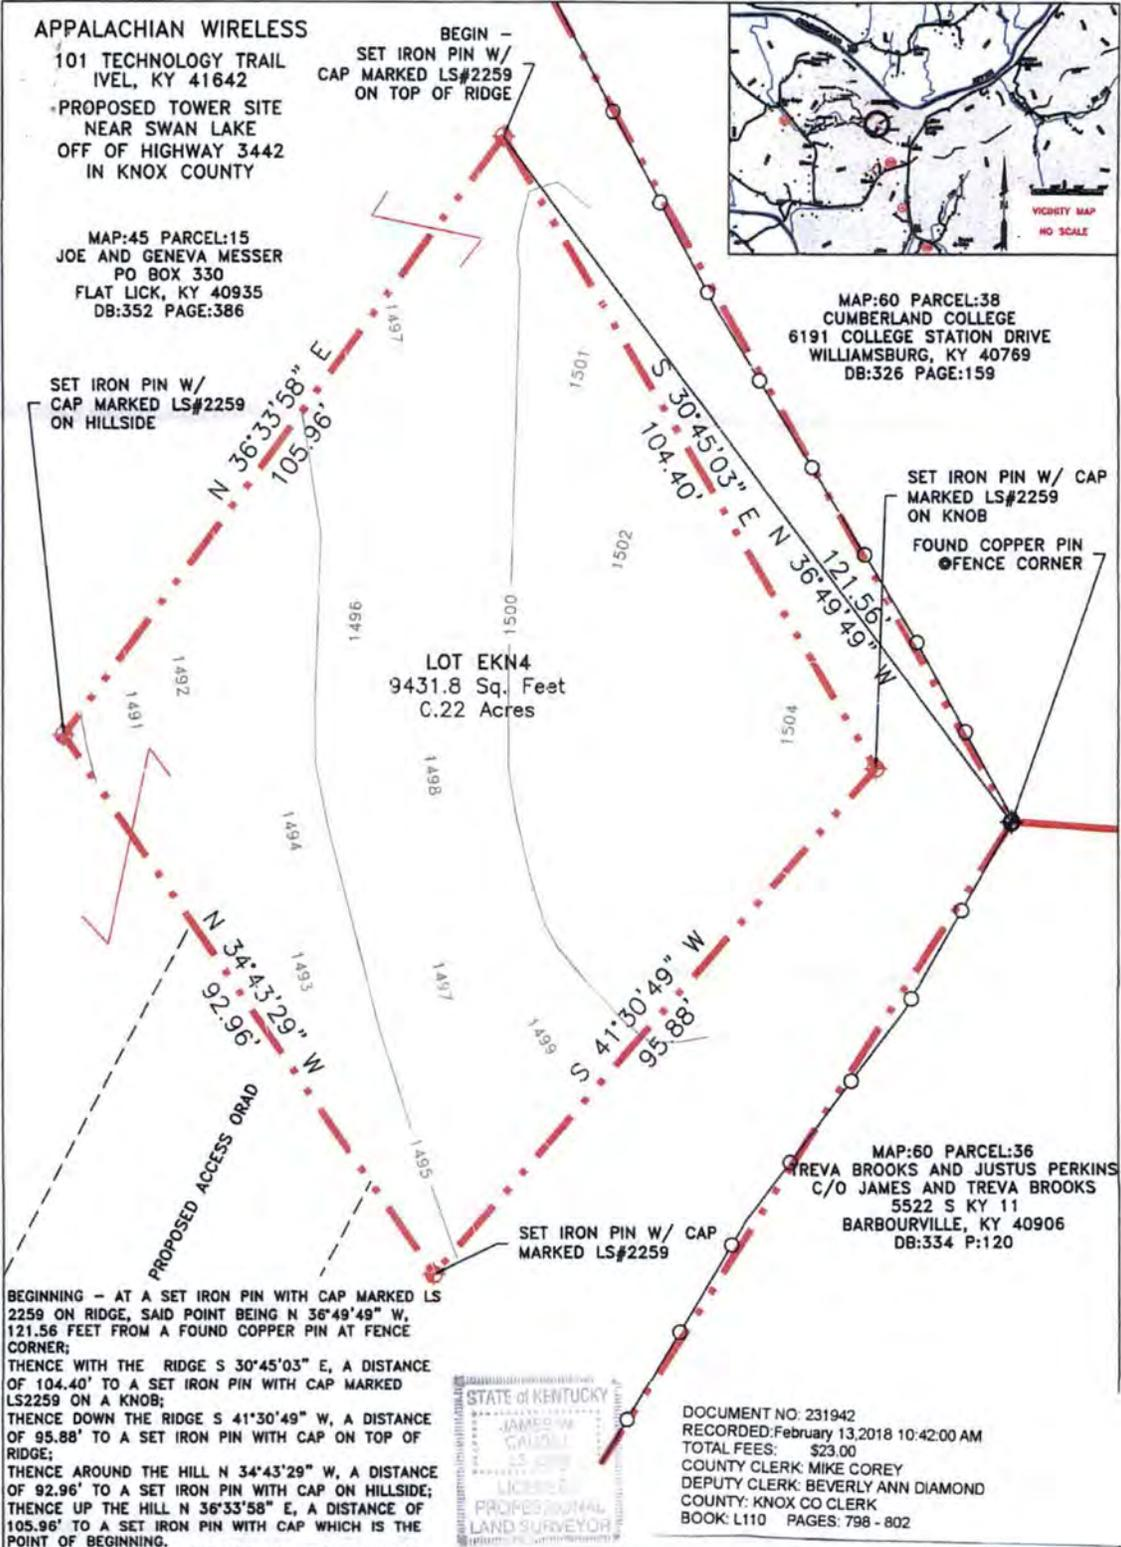 APPALACHIAN WIRELESS
101 TECHNOLOGY TRAIL
IVEL, KY 41642
PROPOSED TOWER SITE
NEAR SWAN LAKE
OFF OF HIGHWAY 3442
IN KNOX COUNTY
BEGIN -
SET IRON PIN W/
CAP MARKED LS#2259
ON TOP OF RIDGE
VICINITY MAP
NO SCALE
MAP:45 PARCEL:15
JOE AND GENEVA MESSER
PO BOX 330
FLAT LICK, KY 40935
DB:352 PAGE:386
MAP:60 PARCEL:38
CUMBERLAND COLLEGE
6191 COLLEGE STATION DRIVE
WILLIAMSBURG, KY 40769
DB:326 PAGE:159
SET IRON PIN W/
CAP MARKED LS#2259
ON HILLSIDE
N 36°33'58" E
105.96'
1497
1501
S 30°45'03" E
104.40'
SET IRON PIN W/ CAP
MARKED LS#2259
ON KNOB
FOUND COPPER PIN
@FENCE CORNER
121.56'
N 36°49'49" W
1502
1496
1500
1492
1491
LOT EKN4
9431.8 Sq. Feet
0.22 Acres
1504
1498
1494
1493
1497
1499
N 34°43'29" W
92.96'
S 41°30'49" W
95.88'
1495
PROPOSED ACCESS ORAD
MAP:60 PARCEL:36
TREVA BROOKS AND JUSTUS PERKINS
C/O JAMES AND TREVA BROOKS
5522 S KY 11
BARBOURVILLE, KY 40906
DB:334 P:120
SET IRON PIN W/ CAP
MARKED LS#2259
BEGINNING - AT A SET IRON PIN WITH CAP MARKED LS
2259 ON RIDGE, SAID POINT BEING N 36°49'49" W,
121.56 FEET FROM A FOUND COPPER PIN AT FENCE
CORNER;
THENCE WITH THE RIDGE S 30°45'03" E, A DISTANCE
OF 104.40' TO A SET IRON PIN WITH CAP MARKED
LS2259 ON A KNOB;
THENCE DOWN THE RIDGE S 41°30'49" W, A DISTANCE
OF 95.88' TO A SET IRON PIN WITH CAP ON TOP OF
RIDGE;
THENCE AROUND THE HILL N 34°43'29" W, A DISTANCE
OF 92.96' TO A SET IRON PIN WITH CAP ON HILLSIDE;
THENCE UP THE HILL N 36°33'58" E, A DISTANCE OF
105.96' TO A SET IRON PIN WITH CAP WHICH IS THE
POINT OF BEGINNING.
STATE of KENTUCKY
JAMES W.
LICENSED
PROFESSIONAL
LAND SURVEYOR
DOCUMENT NO: 231942
RECORDED:February 13,2018 10:42:00 AM
TOTAL FEES: $23.00
COUNTY CLERK: MIKE COREY
DEPUTY CLERK: BEVERLY ANN DIAMOND
COUNTY: KNOX CO CLERK
BOOK: L110 PAGES: 798 - 802